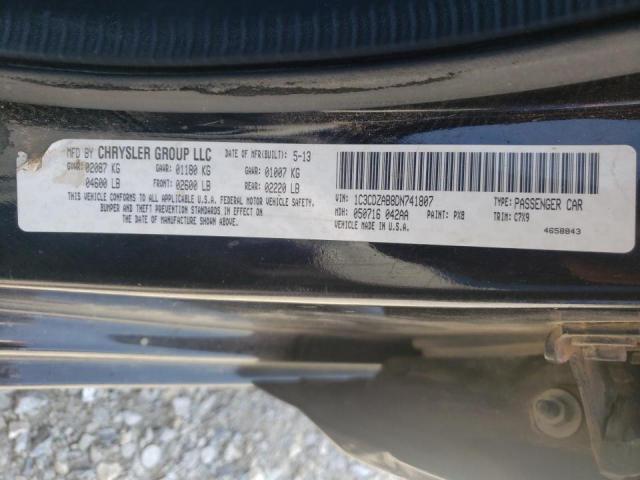 MFD BY CHRYSLER GROUP LLC DATE OF MFR(BUILT): 5-13
GVWR: 02087 KG GAWR: 01180 KG GAWR: 01007 KG
04600 LB FRONT: 02600 LB REAR: 02220 LB
THIS VEHICLE CONFORMS TO ALL APPLICABLE U.S.A. FEDERAL MOTOR VEHICLE SAFETY,
BUMPER AND THEFT PREVENTION STANDARDS IN EFFECT ON
THE DATE OF MANUFACTURE SHOWN ABOVE.
VIN: 1C3CDZAB8DN741807 TYPE: PASSENGER CAR
MDH: 050716 042AA PAINT: PX8 TRIM: C7X9
VEHICLE MADE IN U.S.A.
4658843